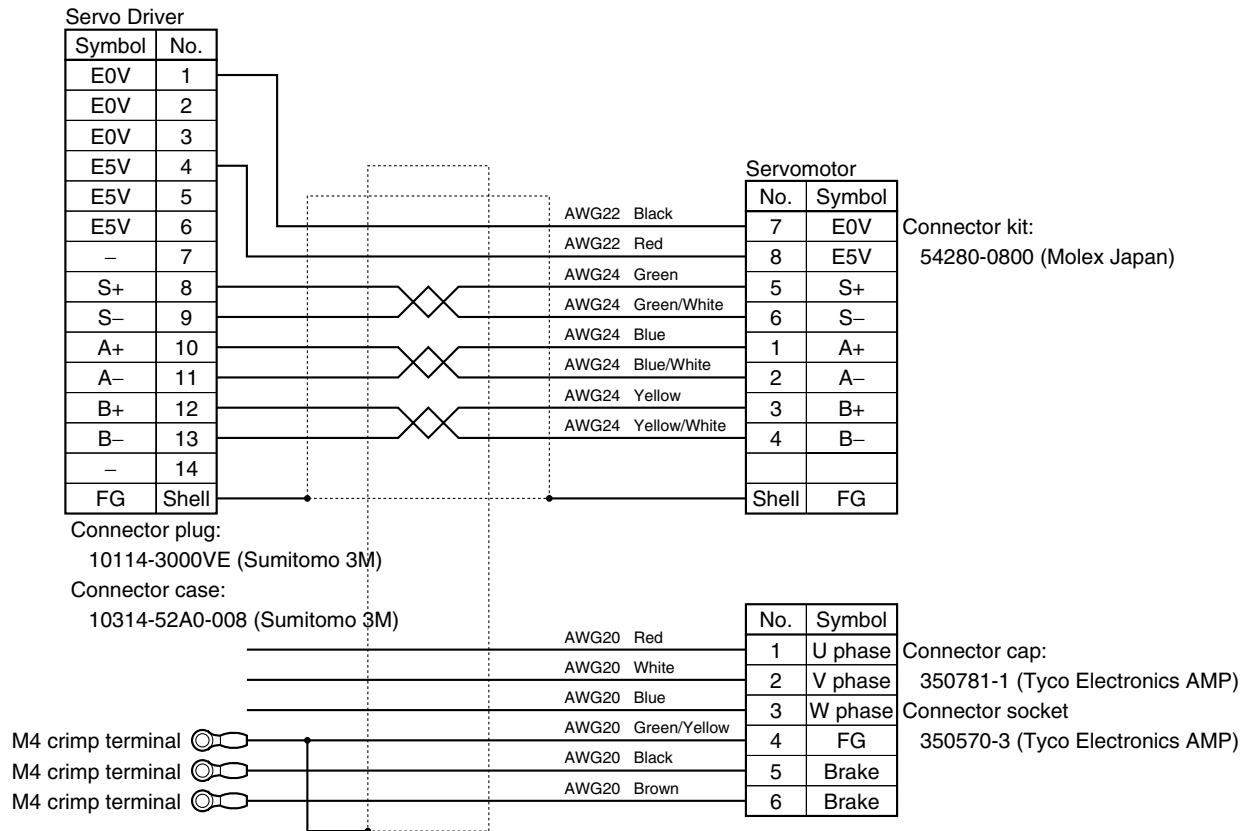 Servo Driver
Symbol No.
E0V 1
E0V 2
E0V 3
E5V 4
E5V 5
E5V 6
– 7
S+ 8
S– 9
A+ 10
A– 11
B+ 12
B– 13
– 14
FG Shell
Connector plug:
10114-3000VE (Sumitomo 3M)
Connector case:
10314-52A0-008 (Sumitomo 3M)
AWG22 Black
AWG22 Red
AWG24 Green
AWG24 Green/White
AWG24 Blue
AWG24 Blue/White
AWG24 Yellow
AWG24 Yellow/White
Servomotor
No. Symbol
7 E0V
8 E5V
5 S+
6 S–
1 A+
2 A–
3 B+
4 B–
Shell FG
Connector kit:
54280-0800 (Molex Japan)
M4 crimp terminal
M4 crimp terminal
M4 crimp terminal
AWG20 Red
AWG20 White
AWG20 Blue
AWG20 Green/Yellow
AWG20 Black
AWG20 Brown
No. Symbol
1 U phase
2 V phase
3 W phase
4 FG
5 Brake
6 Brake
Connector cap:
350781-1 (Tyco Electronics AMP)
Connector socket
350570-3 (Tyco Electronics AMP)